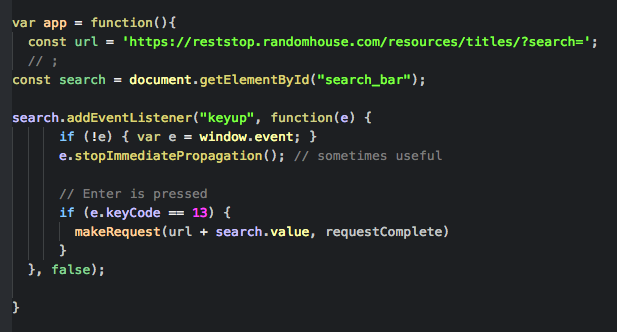 var app = function(){
  const url = 'https://reststop.randomhouse.com/resources/titles/?search=';
  // ;
const search = document.getElementById("search_bar");

search.addEventListener("keyup", function(e) {
      if (!e) { var e = window.event; }
      e.stopImmediatePropagation(); // sometimes useful

      // Enter is pressed
      if (e.keyCode == 13) {
        makeRequest(url + search.value, requestComplete)
      }
  }, false);

}